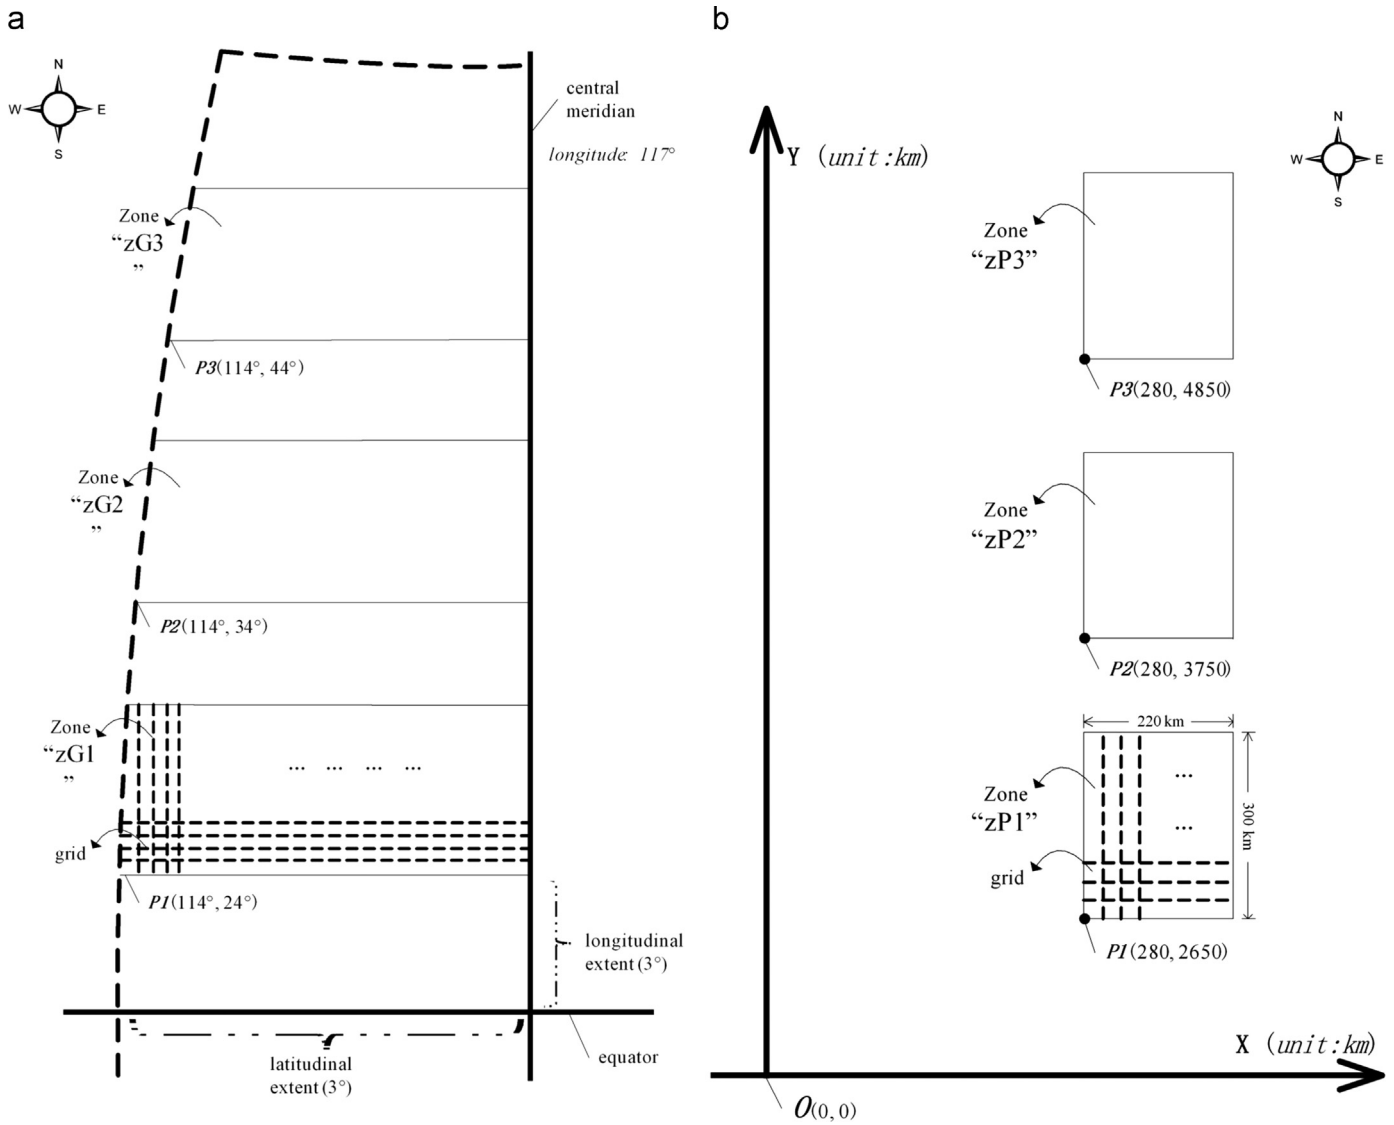 a
N
W
E
S
central
meridian
longitude: 117°
Zone
“zG3
”
P3(114°, 44°)
Zone
“zG2
”
P2(114°, 34°)
Zone
“zG1
”
... ... ... ...
grid
P1(114°, 24°)
longitudinal
extent (3°)
latitudinal
extent (3°)
equator
b
Y (unit:km)
N
W
E
S
Zone
“zP3”
P3(280, 4850)
Zone
“zP2”
P2(280, 3750)
220 km
Zone
“zP1”
...
...
300 km
grid
P1(280, 2650)
X (unit:km)
O(0, 0)